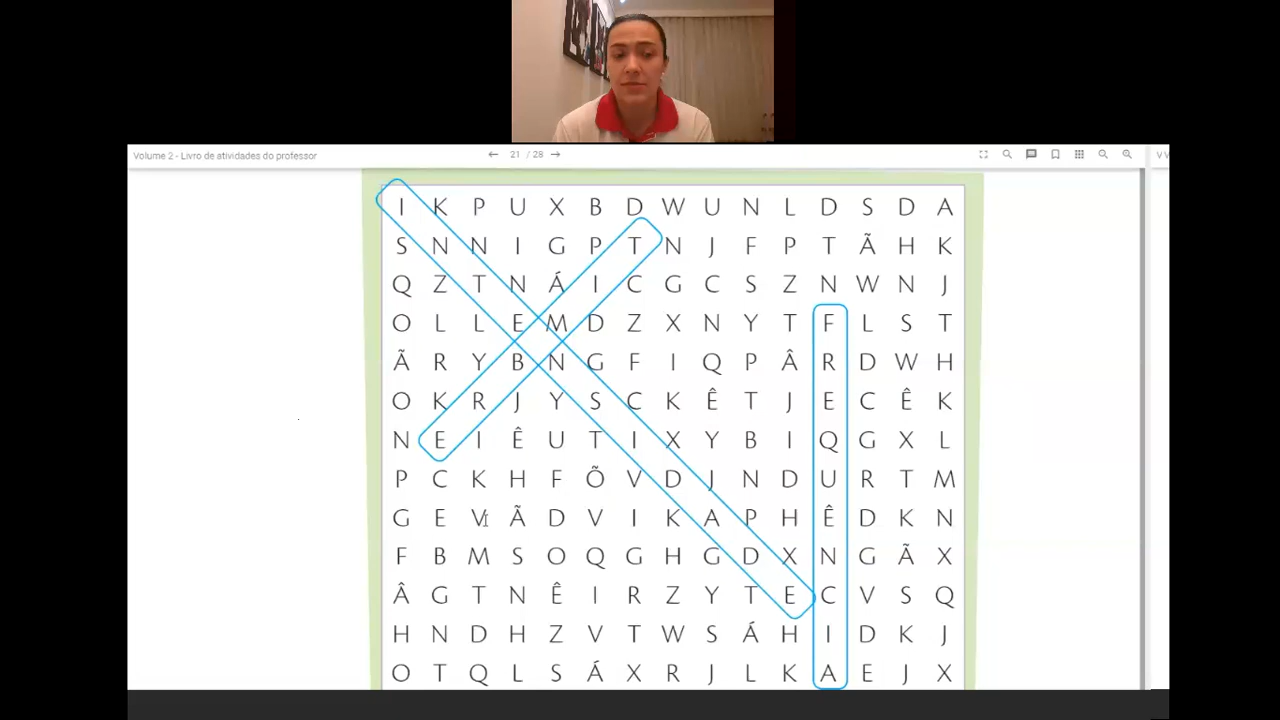 Volume 2 - Livro de atividades do professor
21 / 28
I K P U X B D W U N L D S D A
S N N I G P T N J F P T Ã H K
Q Z T N Á I C G C S Z N W N J
O L L E M D Z X N Y T F L S T
Ã R Y B N G F I Q P Â R D W H
O K R J Y S C K Ê T J E C Ê K
N E I Ê U T I X Y B I Q G X L
P C K H F Õ V D J N D U R T M
G E V Ã D V I K A P H Ê D K N
F B M S O Q G H G D X N G Ã X
Â G T N Ê I R Z Y T E C V S Q
H N D H Z V T W S Á H I D K J
O T Q L S Á X R J L K A E J X